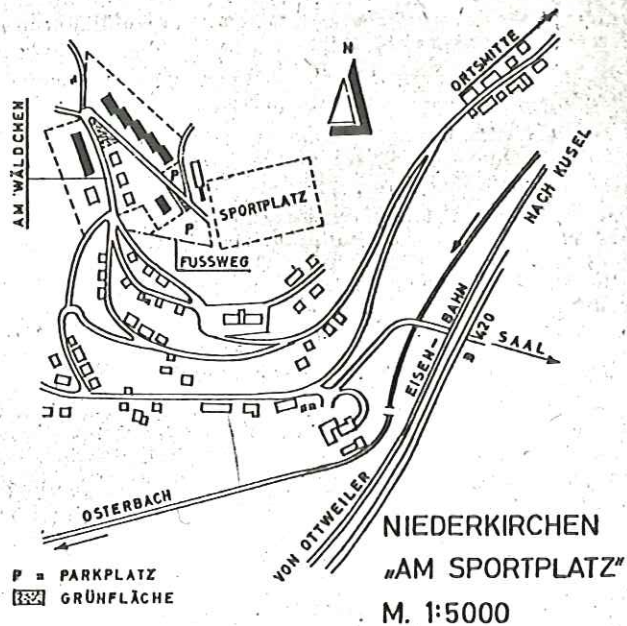 N
ORTSMITTE
AM WÄLDCHEN
P
SPORTPLATZ
P
FUSSWEG
NACH KUSEL
EISEN-BAHN
B 420
SAAL
OSTERBACH
VON OTTWEILER
P = PARKPLATZ
GRÜNFLÄCHE
NIEDERKIRCHEN
„AM SPORTPLATZ"
M. 1:5000